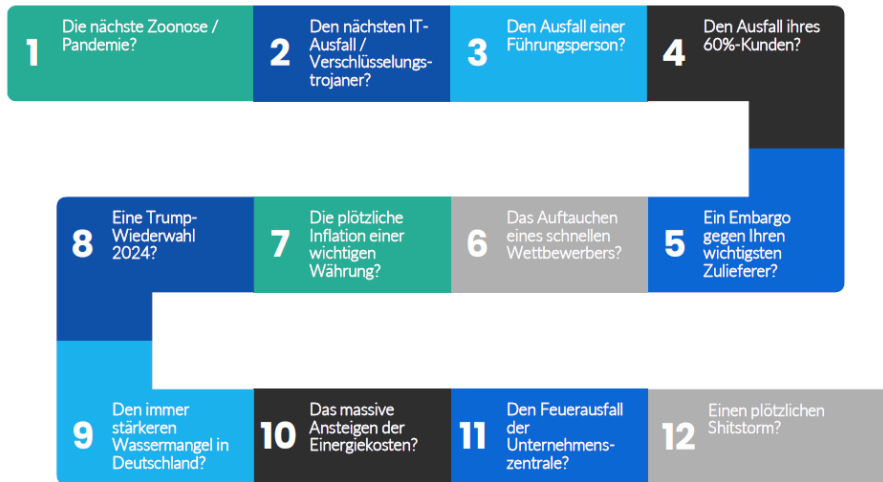 1
Die nächste Zoonose /
Pandemie?
2
Den nächsten IT-
Ausfall /
Verschlüsselungs-
trojaner?
3
Den Ausfall einer
Führungsperson?
4
Den Ausfall ihres
60%-Kunden?
5
Ein Embargo
gegen Ihren
wichtigsten
Zulieferer?
6
Das Auftauchen
eines schnellen
Wettbewerbers?
7
Die plötzliche
Inflation einer
wichtigen
Währung?
8
Eine Trump-
Wiederwahl
2024?
9
Den immer
stärkeren
Wassermangel in
Deutschland?
10
Das massive
Ansteigen der
Einergiekosten?
11
Den Feuerausfall
der
Unternehmens-
zentrale?
12
Einen plötzlichen
Shitstorm?